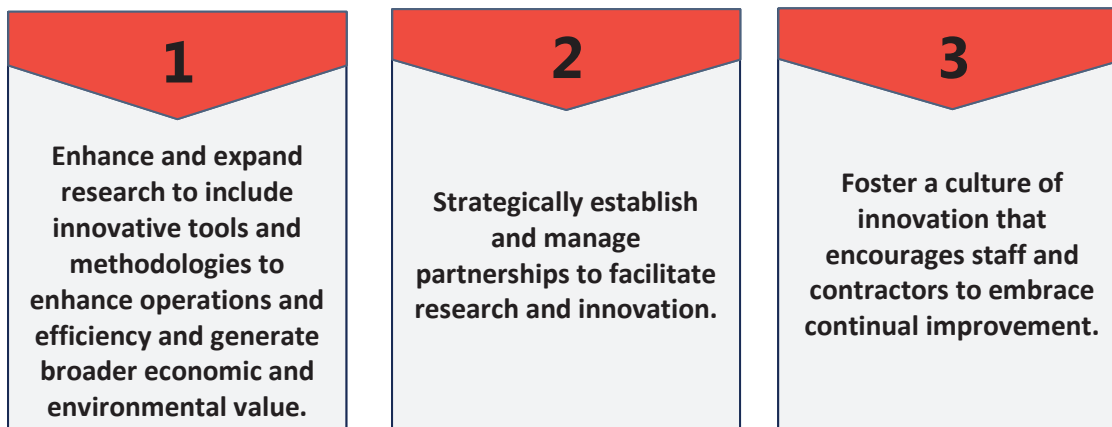 1
Enhance and expand
research to include
innovative tools and
methodologies to
enhance operations and
efficiency and generate
broader economic and
environmental value.
2
Strategically establish
and manage
partnerships to facilitate
research and innovation.
3
Foster a culture of
innovation that
encourages staff and
contractors to embrace
continual improvement.